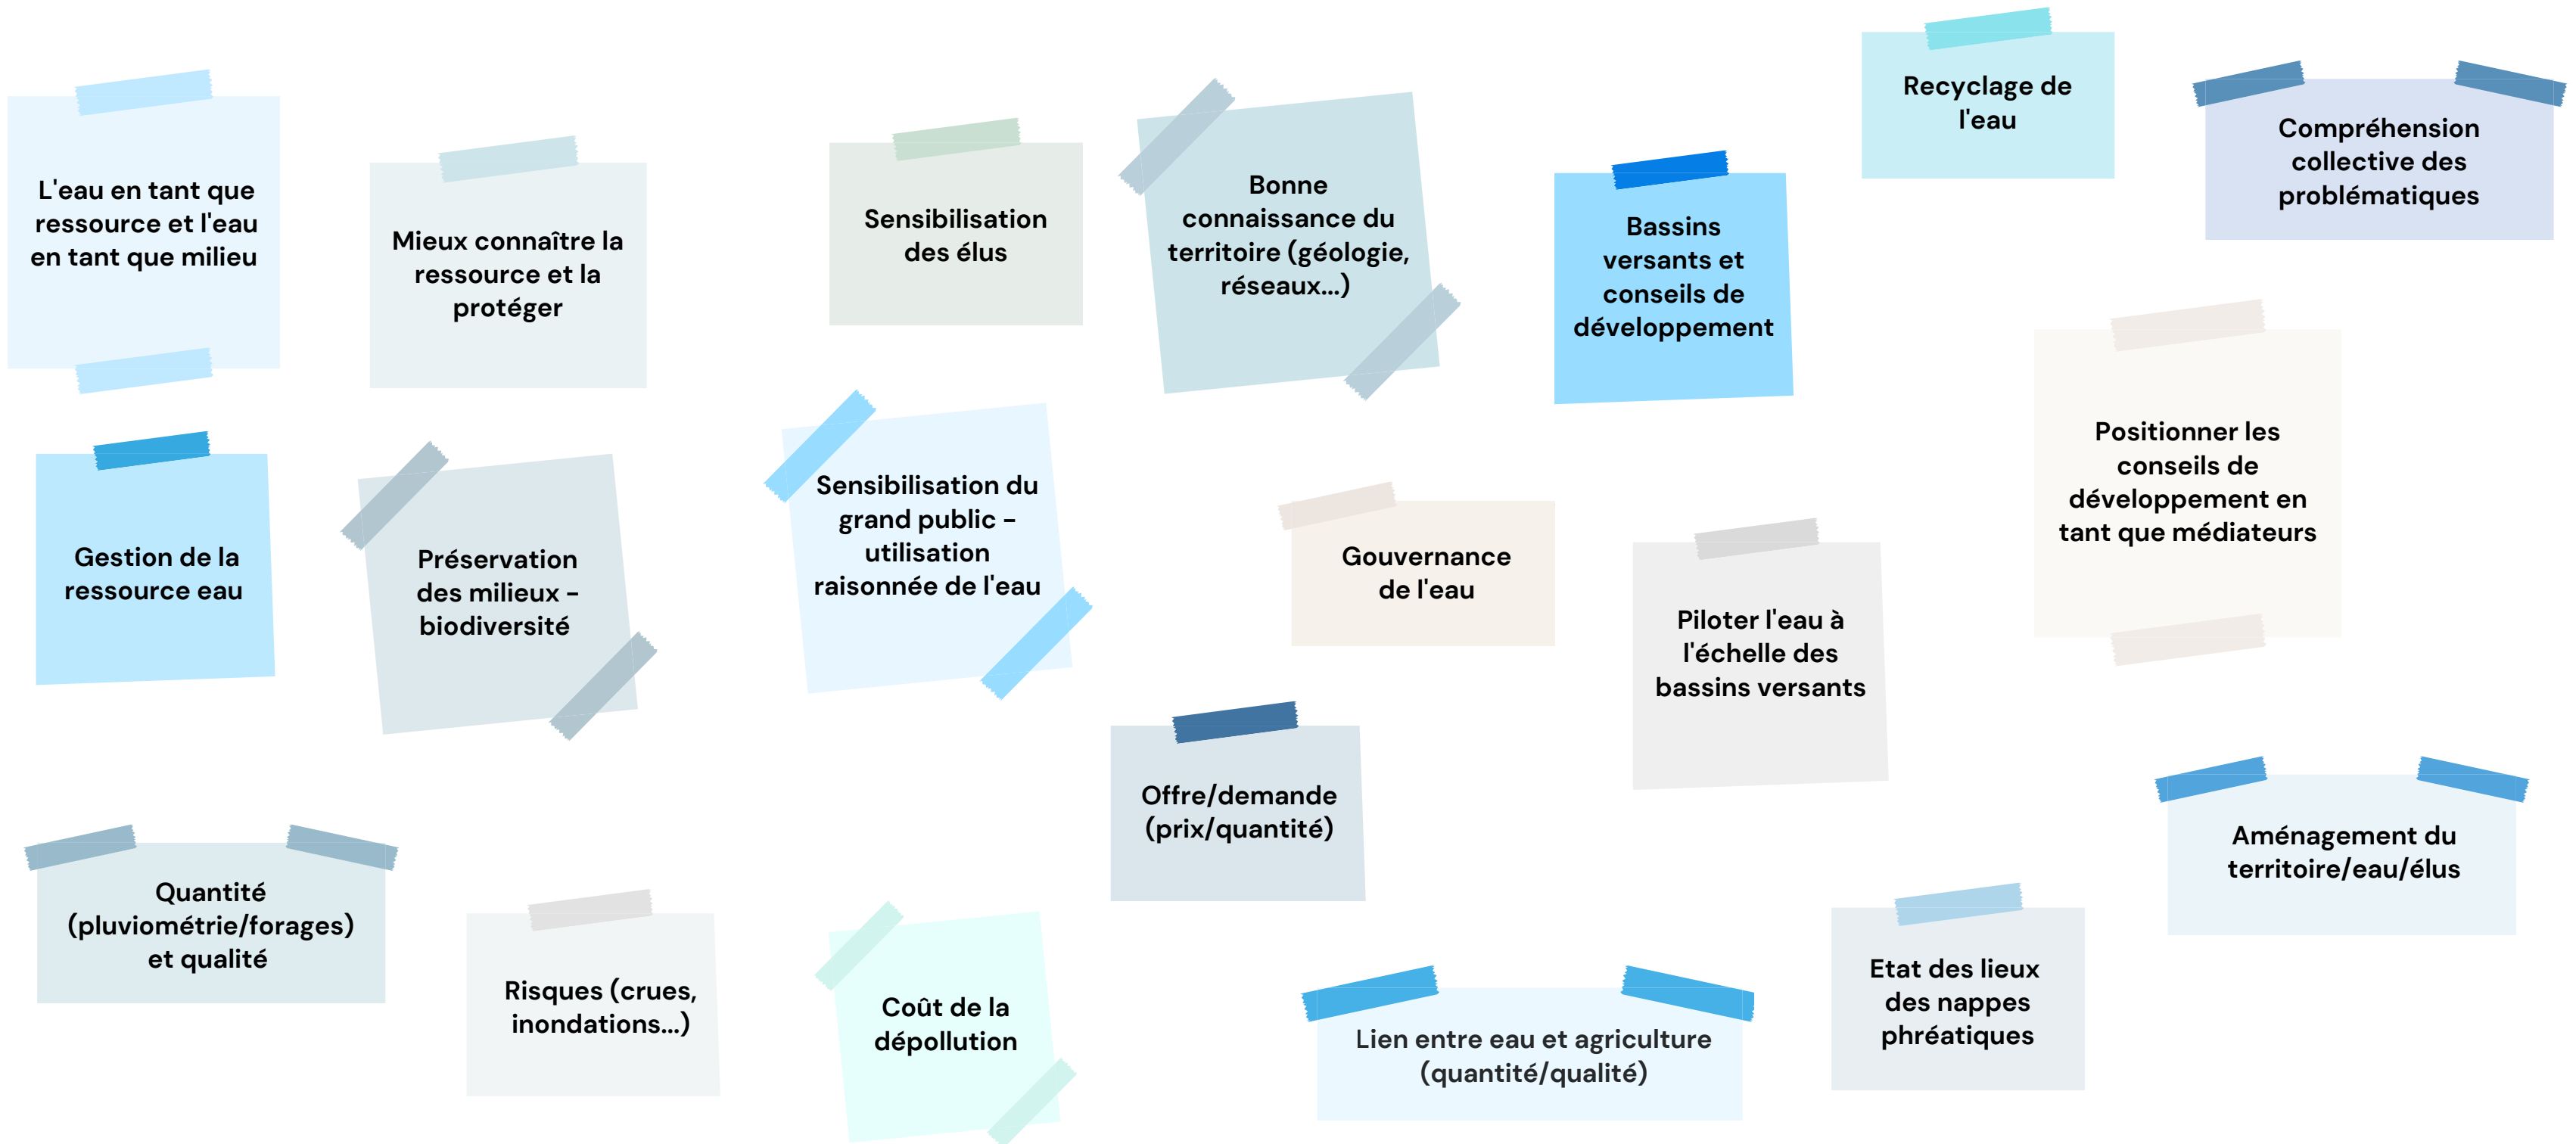 L'eau en tant que
ressource et l'eau
en tant que milieu
Mieux connaître la
ressource et la
protéger
Sensibilisation
des élus
Bonne
connaissance du
territoire (géologie,
réseaux...)
Bassins
versants et
conseils de
développement
Recyclage de
l'eau
Compréhension
collective des
problématiques
Gestion de la
ressource eau
Préservation
des milieux -
biodiversité
Sensibilisation du
grand public -
utilisation
raisonnée de l'eau
Gouvernance
de l'eau
Piloter l'eau à
l'échelle des
bassins versants
Positionner les
conseils de
développement en
tant que médiateurs
Quantité
(pluviométrie/forages)
et qualité
Risques (crues,
inondations...)
Coût de la
dépollution
Offre/demande
(prix/quantité)
Lien entre eau et agriculture
(quantité/qualité)
Etat des lieux
des nappes
phréatiques
Aménagement du
territoire/eau/élus